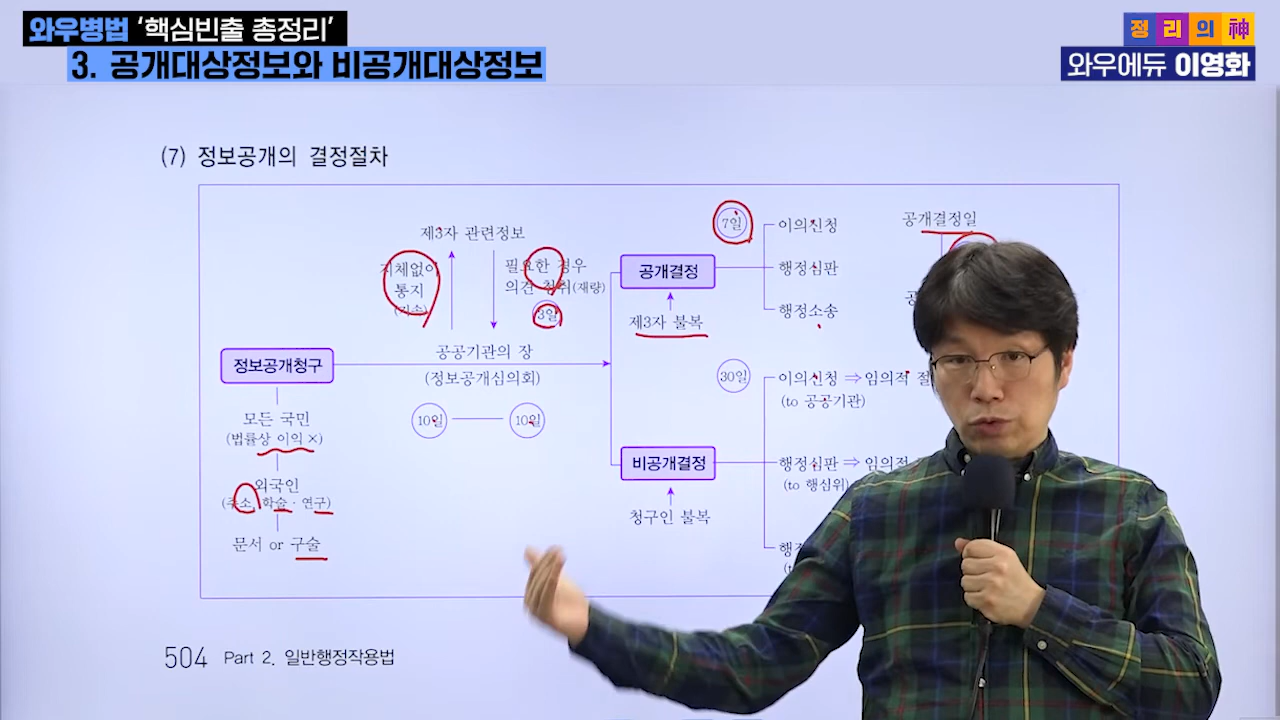 와우병법 '핵심빈출 총정리'
3. 공개대상정보와 비공개대상정보
정리의神
와우에듀 이영화
(7) 정보공개의 결정절차
제3자 관련정보
지체없이
통지
필요한 경우
의견 청취(재량)
3일
공공기관의 장
(정보공개심의회)
10일
10일
정보공개청구
모든 국민
(법률상 이익 ×)
외국인
(주소, 학술·연구)
문서 or 구술
7일
공개결정
제3자 불복
이의신청
행정심판
행정소송
공개결정일
30일
비공개결정
청구인 불복
이의신청 ⇒ 임의적
(to 공공기관)
행정심판 ⇒ 임의적
(to 행심위)
504 Part 2. 일반행정작용법